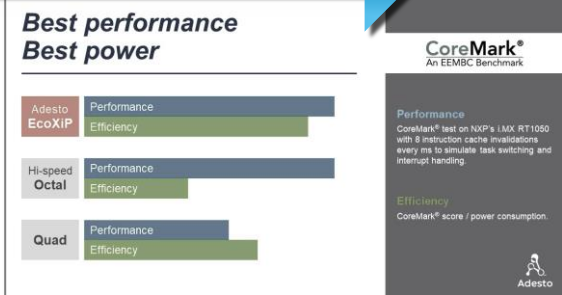 Best performance
Best power
Adesto
EcoXiP
Performance
Efficiency
Hi-speed
Octal
Performance
Efficiency
Quad
Performance
Efficiency
CoreMark®
An EEMBC Benchmark
Performance
CoreMark® test on NXP's i.MX RT1050
with 8 instruction cache invalidations
every ms to simulate task switching and
interrupt handling.
Efficiency
CoreMark® score / power consumption.
Adesto